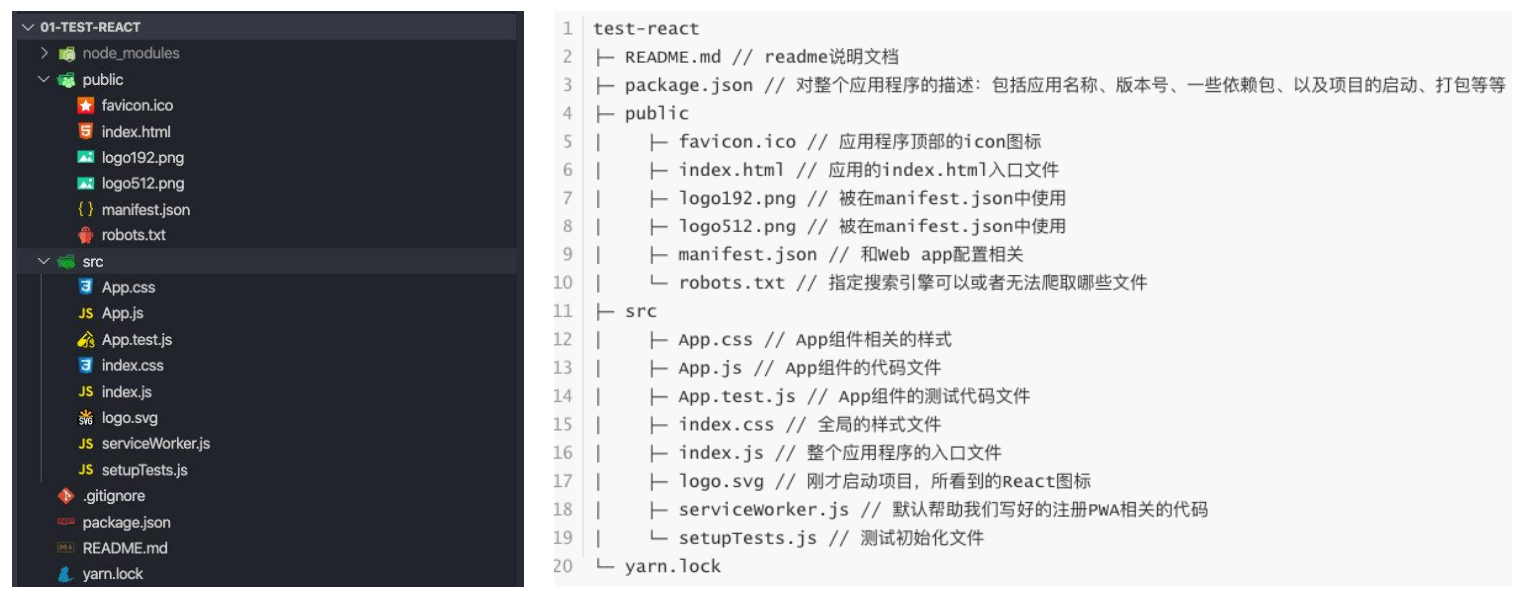 01-TEST-REACT
node_modules
public
favicon.ico
index.html
logo192.png
logo512.png
manifest.json
robots.txt
src
App.css
App.js
App.test.js
index.css
index.js
logo.svg
serviceWorker.js
setupTests.js
.gitignore
package.json
README.md
yarn.lock
1 test-react
2 ├─ README.md // readme说明文档
3 ├─ package.json // 对整个应用程序的描述：包括应用名称、版本号、一些依赖包、以及项目的启动、打包等等
4 ├─ public
5 │ ├─ favicon.ico // 应用程序顶部的icon图标
6 │ ├─ index.html // 应用的index.html入口文件
7 │ ├─ logo192.png // 被在manifest.json中使用
8 │ ├─ logo512.png // 被在manifest.json中使用
9 │ ├─ manifest.json // 和Web app配置相关
10 │ └─ robots.txt // 指定搜索引擎可以或者无法爬取哪些文件
11 ├─ src
12 │ ├─ App.css // App组件相关的样式
13 │ ├─ App.js // App组件的代码文件
14 │ ├─ App.test.js // App组件的测试代码文件
15 │ ├─ index.css // 全局的样式文件
16 │ ├─ index.js // 整个应用程序的入口文件
17 │ ├─ logo.svg // 刚才启动项目，所看到的React图标
18 │ ├─ serviceWorker.js // 默认帮助我们写好的注册PWA相关的代码
19 │ └─ setupTests.js // 测试初始化文件
20 └─ yarn.lock